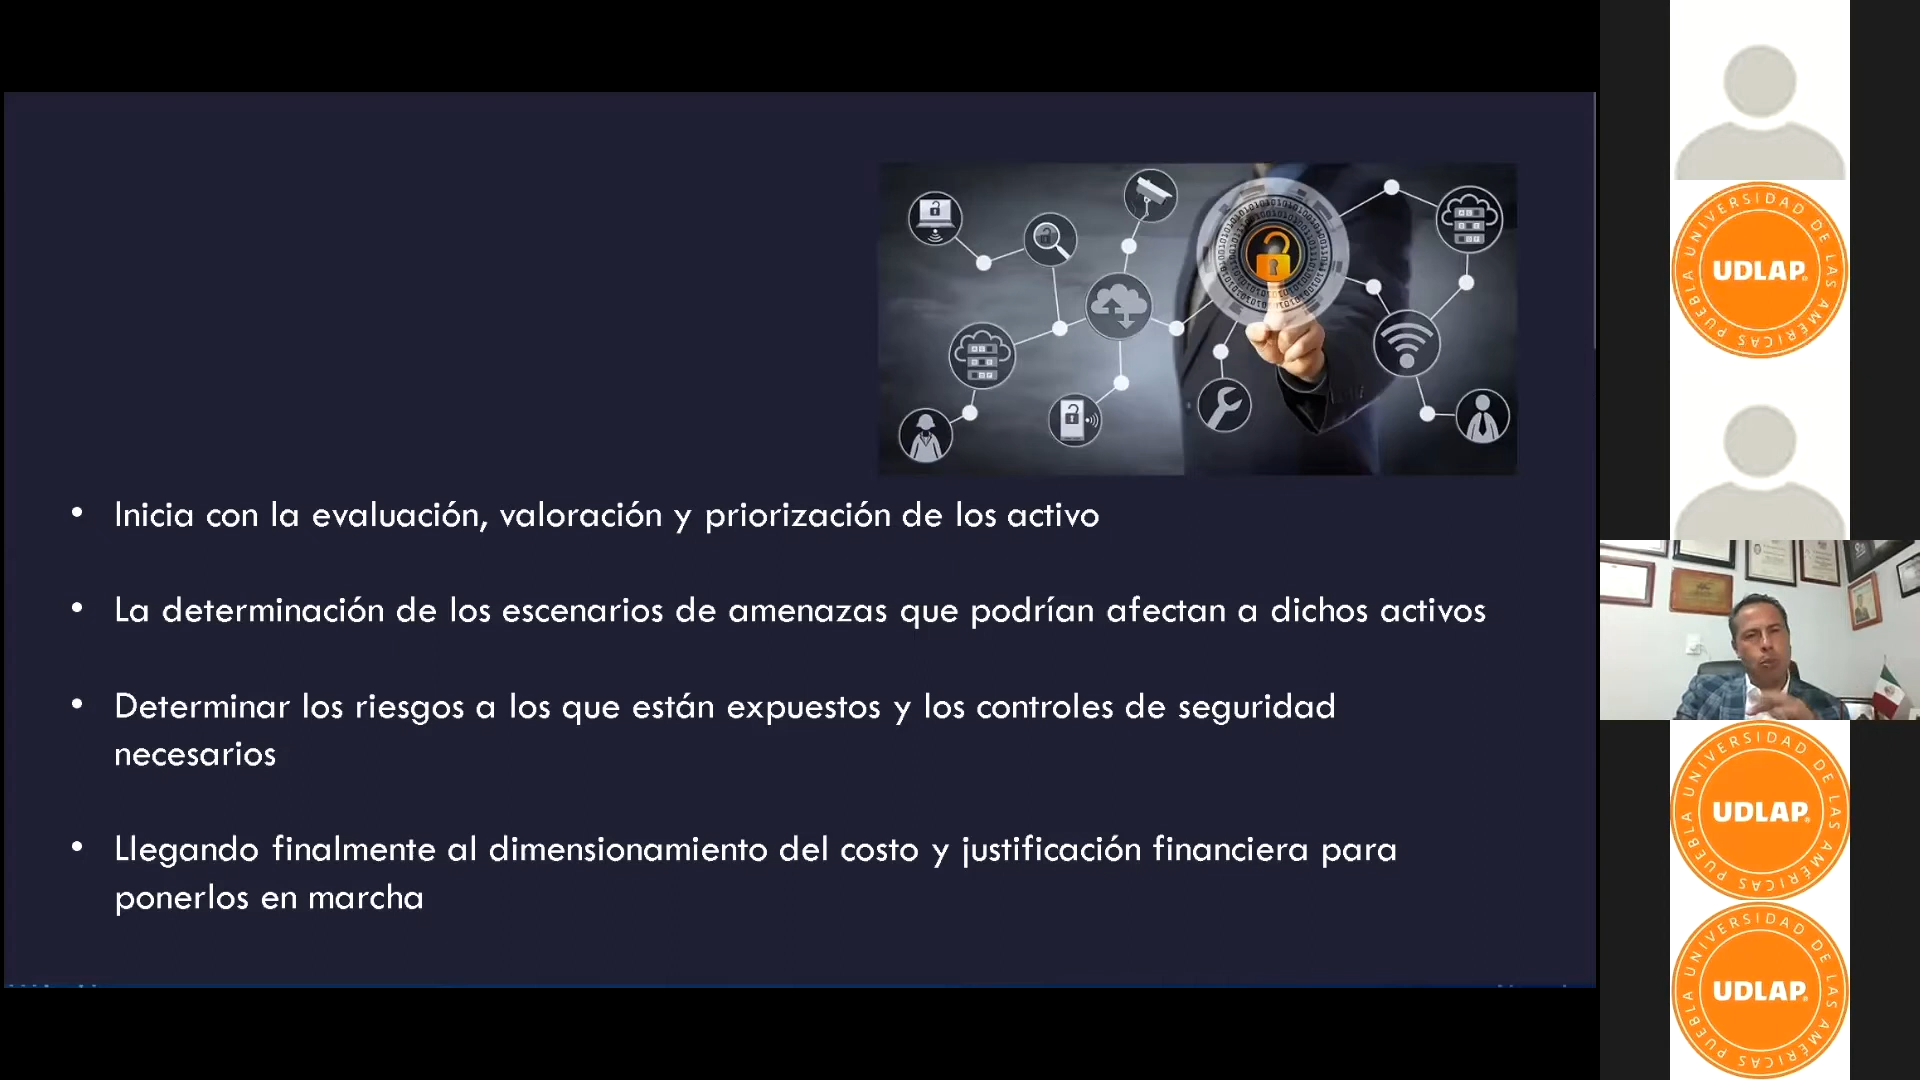 Inicia con la evaluación, valoración y priorización de los activo
La determinación de los escenarios de amenazas que podrían afectan a dichos activos
Determinar los riesgos a los que están expuestos y los controles de seguridad
necesarios
Llegando finalmente al dimensionamiento del costo y justificación financiera para
ponerlos en marcha
UNIVERSIDAD DE LAS AMÉRICAS PUEBLA
UDLAP
UNIVERSIDAD DE LAS AMÉRICAS PUEBLA
UDLAP
UNIVERSIDAD DE LAS AMÉRICAS PUEBLA
UDLAP